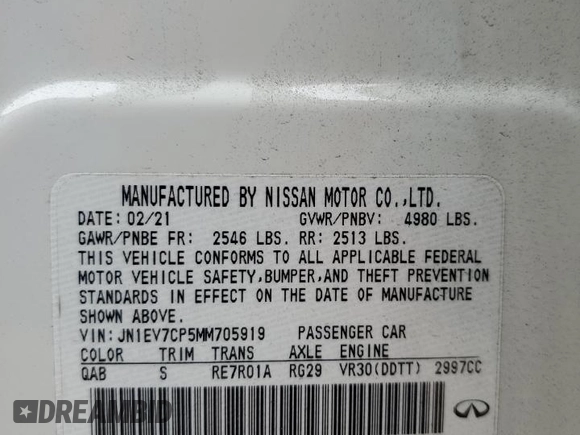 MANUFACTURED BY NISSAN MOTOR CO.,LTD.
DATE: 02/21 GVWR/PNBV: 4980 LBS.
GAWR/PNBE FR: 2546 LBS. RR: 2513 LBS.
THIS VEHICLE CONFORMS TO ALL APPLICABLE FEDERAL
MOTOR VEHICLE SAFETY,BUMPER,AND THEFT PREVENTION
STANDARDS IN EFFECT ON THE DATE OF MANUFACTURE
SHOWN ABOVE.
VIN: JN1EV7CP5MM705919 PASSENGER CAR
COLOR TRIM TRANS AXLE ENGINE
QAB S RE7R01A RG29 VR30(DDTT) 2997CC
DREAMBID